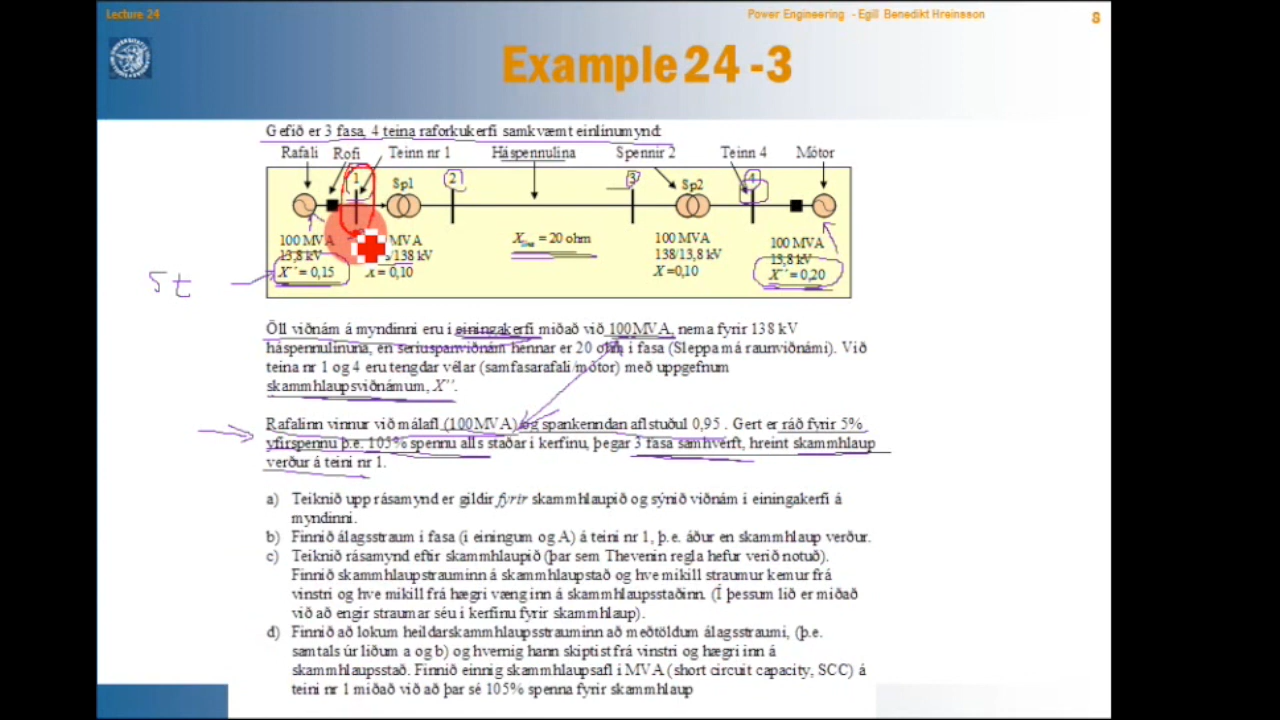 Lecture 24
Power Engineering - Egill Benedikt Hreinsson
8
Example 24 -3
Gefið er 3 fasa, 4 teina raforkukerfi samkvæmt einlínumynd:
Rafali Rofi Teinn nr 1 Háspennulína Spennir 2 Teinn 4 Mótor
1 Sp1 2 3 Sp2 4
100 MVA
13,8 kV
X´´ = 0,15
MVA
/138 kV
X = 0,10
= 20 ohm
100 MVA
138/13,8 kV
X =0,10
100 MVA
13,8 kV
X´´ = 0,20
5t
Öll viðnám á myndinni eru í einingakerfi miðað við 100MVA, nema fyrir 138 kV
háspennulínuna, en seríuspanviðnám hennar er 20 ohm í fasa (Sleppa má raunviðnámi). Við
teina nr 1 og 4 eru tengdar vélar (samfasarafali/mótor) með uppgefnum
skammhlaupsviðnámum, X´´.
Rafalinn vinnur við málafl (100MVA) og spankenndan aflstuðul 0,95 . Gert er ráð fyrir 5%
yfirspennu þ.e. 105% spennu alls staðar í kerfinu, þegar 3 fasa samhverft, hreint skammhlaup
verður á teini nr 1.
a) Teiknið upp rásamynd er gildir fyrir skammhlaupið og sýnið viðnám í einingakerfi á
myndinni.
b) Finnið álagsstraum í fasa (í einingum og A) á teini nr 1, þ.e. áður en skammhlaup verður.
c) Teiknið rásamynd eftir skammhlaupið (þar sem Thevenin regla hefur verið notuð).
Finnið skammhlaupstrauminn á skammhlaupstað og hve mikill straumur kemur frá
vinstri og hve mikill frá hægri væng inn á skammhlaupsstaðinn. (Í þessum lið er miðað
við að engir straumar séu í kerfinu fyrir skammhlaup).
d) Finnið að lokum heildarskammhlaupsstrauminn að meðtöldum álagsstraumi, (þ.e.
samtals úr liðum a og b) og hvernig hann skiptist frá vinstri og hægri inn á
skammhlaupsstað. Finnið einnig skammhlaupsafl í MVA (short circuit capacity, SCC) á
teini nr 1 miðað við að þar sé 105% spenna fyrir skammhlaup